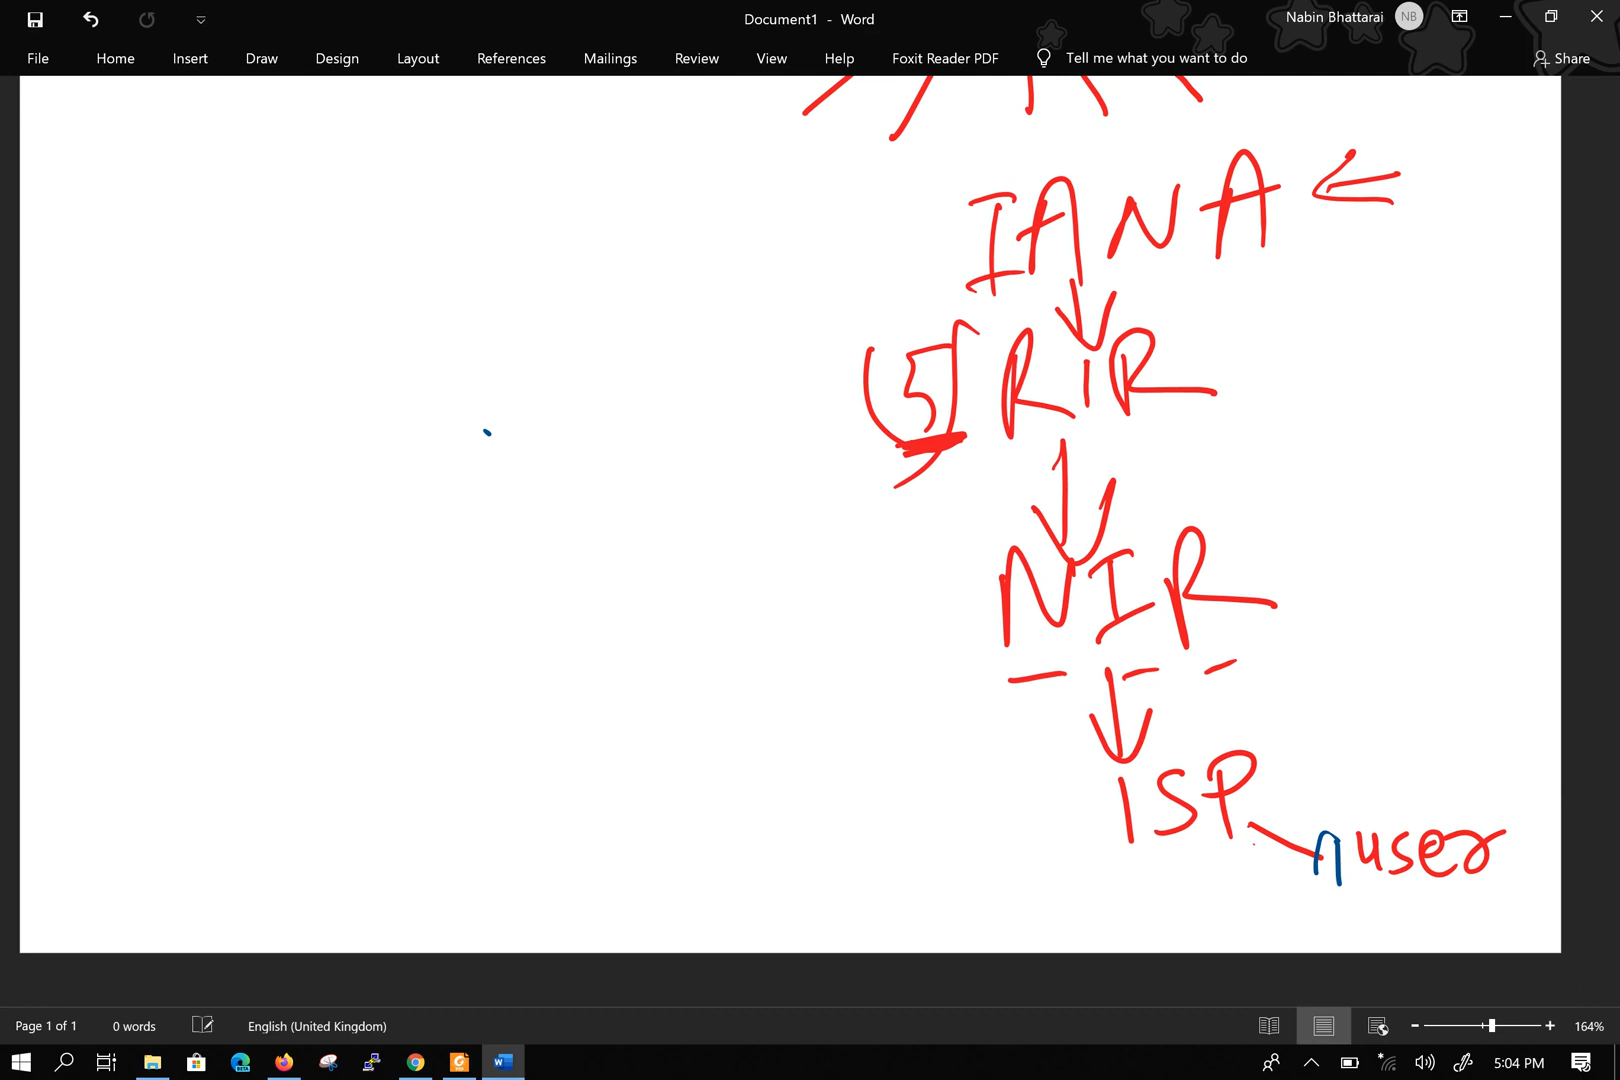 Document1 - Word
Nabin Bhattarai NB
File Home Insert Draw Design Layout References Mailings Review View Help Foxit Reader PDF Tell me what you want to do Share
IANA
(5) RIR
NIR
ISP
n user
Page 1 of 1 0 words English (United Kingdom) 164%
BETA
5:04 PM